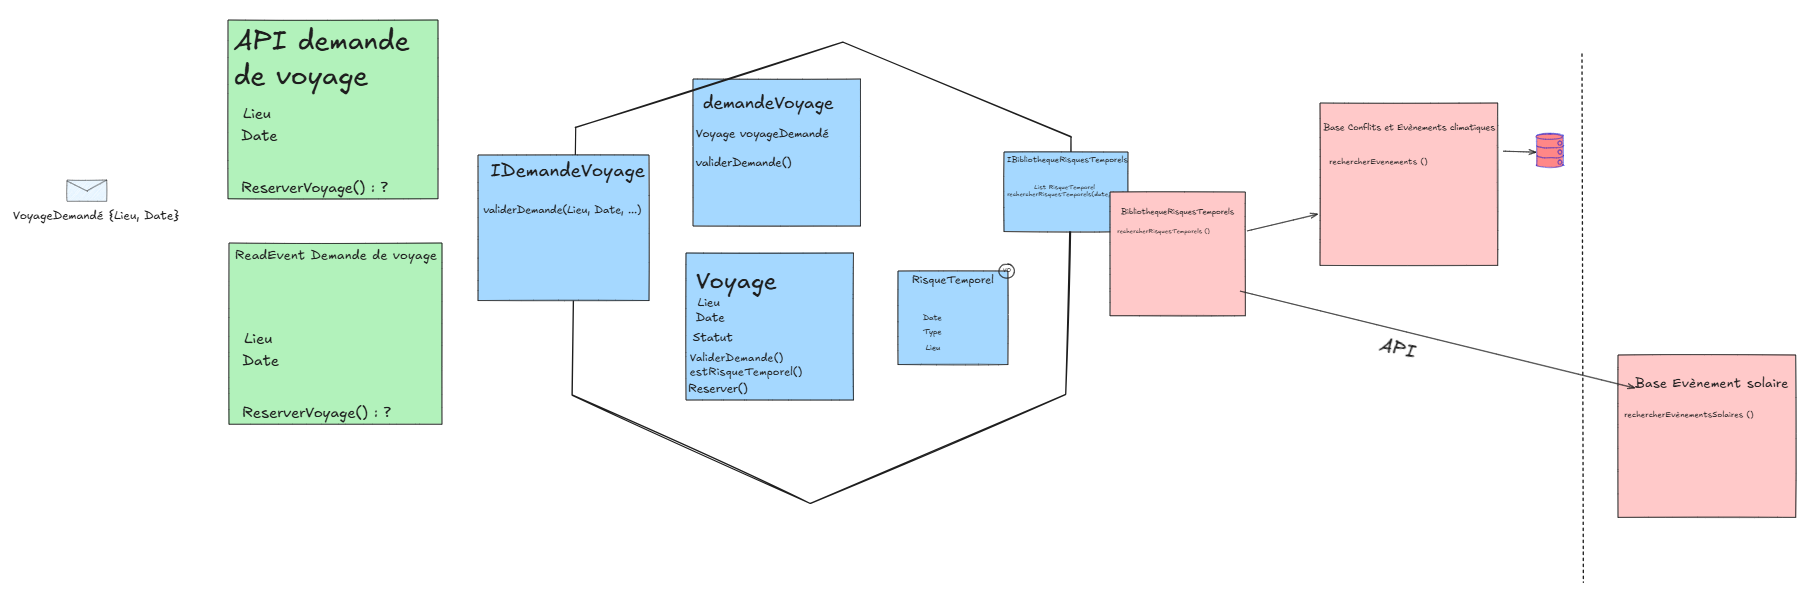 VoyageDemandé {Lieu, Date}
API demande
de voyage
Lieu
Date
ReserverVoyage() : ?
ReadEvent Demande de voyage
Lieu
Date
ReserverVoyage() : ?
IDemandeVoyage
validerDemande(Lieu, Date, ...)
demandeVoyage
Voyage voyageDemandé
validerDemande()
Voyage
Lieu
Date
Statut
ValiderDemande()
estRisqueTemporel()
Reserver()
RisqueTemporel
Date
Type
Lieu
IBibliothequeRisquesTemporels
List RisqueTemporel
rechercherRisquesTemporels(date,
BibliothequeRisquesTemporels
rechercherRisquesTemporels ()
API
Base Conflits et Evènements climatiques
rechercherEvenements ()
Base Evènement solaire
rechercherEvènementsSolaires ()